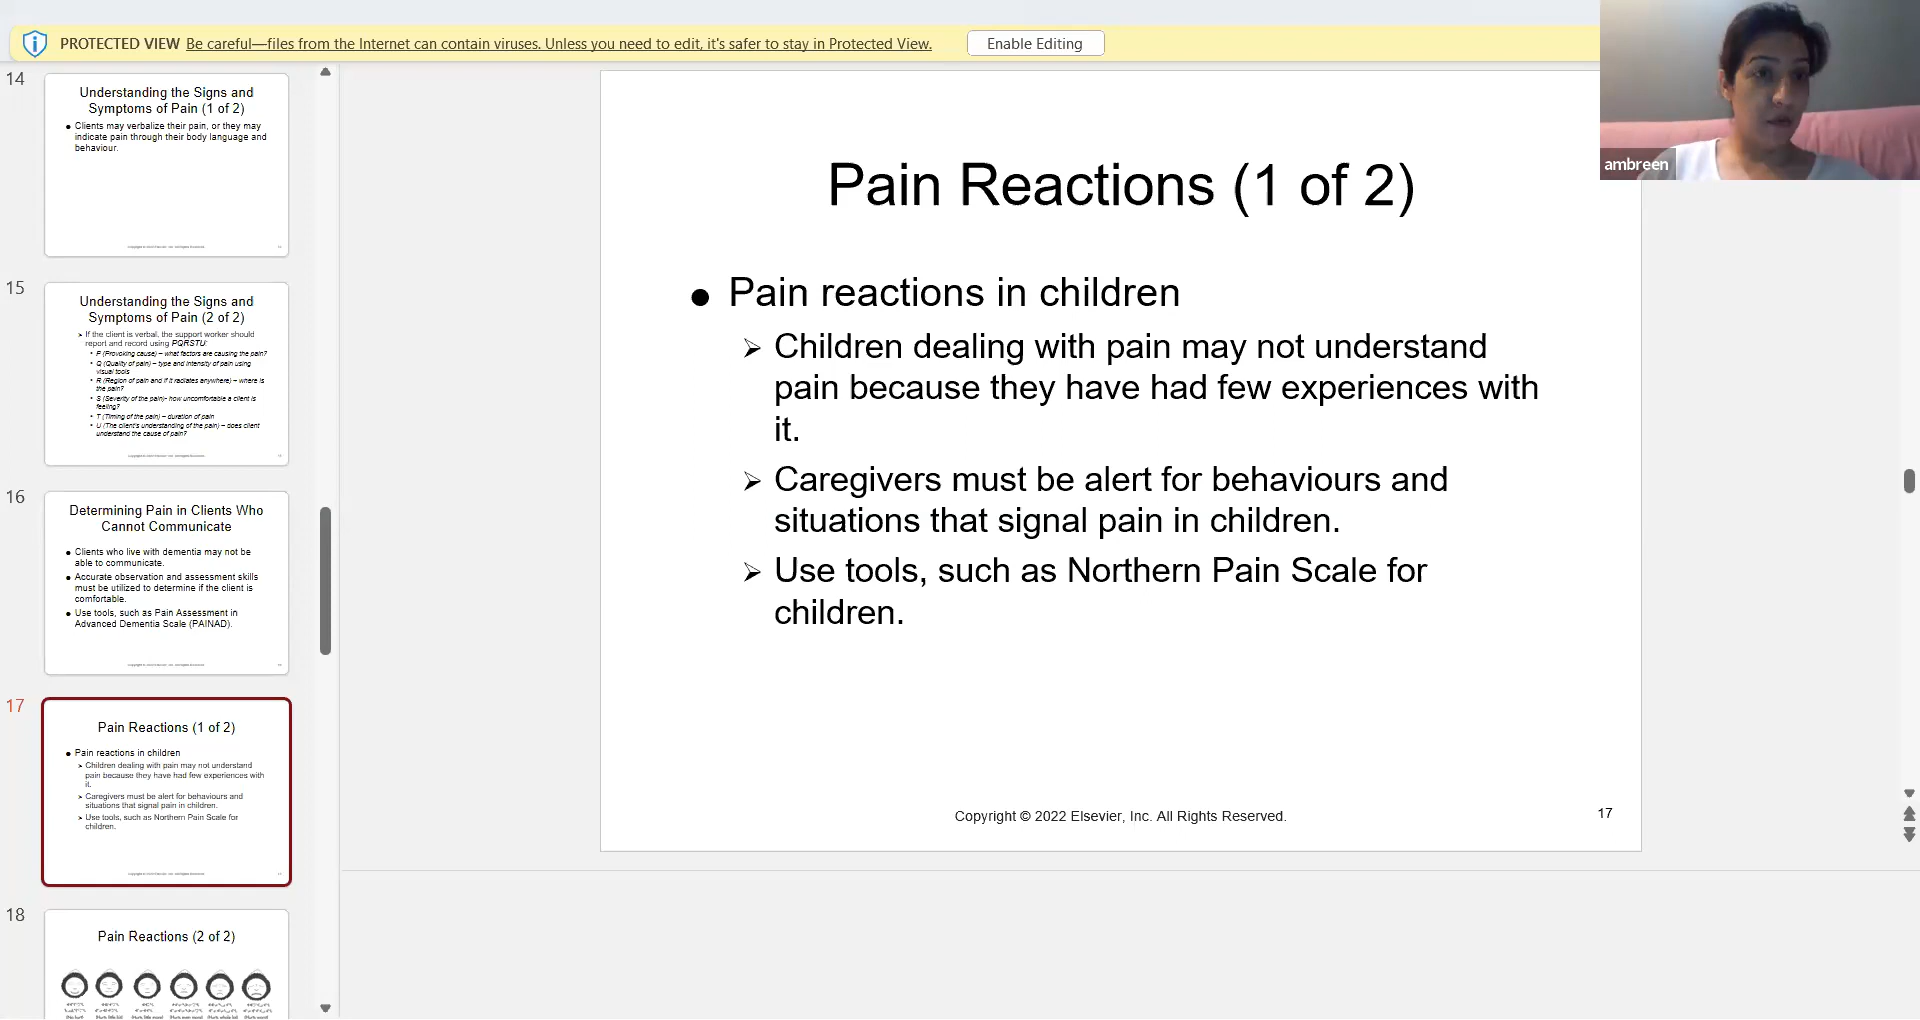 PROTECTED VIEW Be careful—files from the Internet can contain viruses. Unless you need to edit, it's safer to stay in Protected View. Enable Editing
ambreen
14
Understanding the Signs and
Symptoms of Pain (1 of 2)
● Clients may verbalize their pain, or they may
indicate pain through their body language and
behaviour.
15
Understanding the Signs and
Symptoms of Pain (2 of 2)
➢ If the client is verbal, the support worker should
report and record using PQRSTU:
• P (Provoking cause) – what factors are causing the pain?
• Q (Quality of pain) – type and intensity of pain using
visual tools
• R (Region of pain and if it radiates anywhere) – where is
the pain?
• S (Severity of the pain)- how uncomfortable a client is
feeling?
• T (Timing of the pain) – duration of pain
• U (The client's understanding of the pain) – does client
understand the cause of pain?
16
Determining Pain in Clients Who
Cannot Communicate
● Clients who live with dementia may not be
able to communicate.
● Accurate observation and assessment skills
must be utilized to determine if the client is
comfortable.
● Use tools, such as Pain Assessment in
Advanced Dementia Scale (PAINAD).
17
Pain Reactions (1 of 2)
● Pain reactions in children
➢ Children dealing with pain may not understand
pain because they have had few experiences with
it.
➢ Caregivers must be alert for behaviours and
situations that signal pain in children.
➢ Use tools, such as Northern Pain Scale for
children.
18
Pain Reactions (2 of 2)
Pain Reactions (1 of 2)
● Pain reactions in children
➢ Children dealing with pain may not understand
pain because they have had few experiences with
it.
➢ Caregivers must be alert for behaviours and
situations that signal pain in children.
➢ Use tools, such as Northern Pain Scale for
children.
Copyright © 2022 Elsevier, Inc. All Rights Reserved.
17